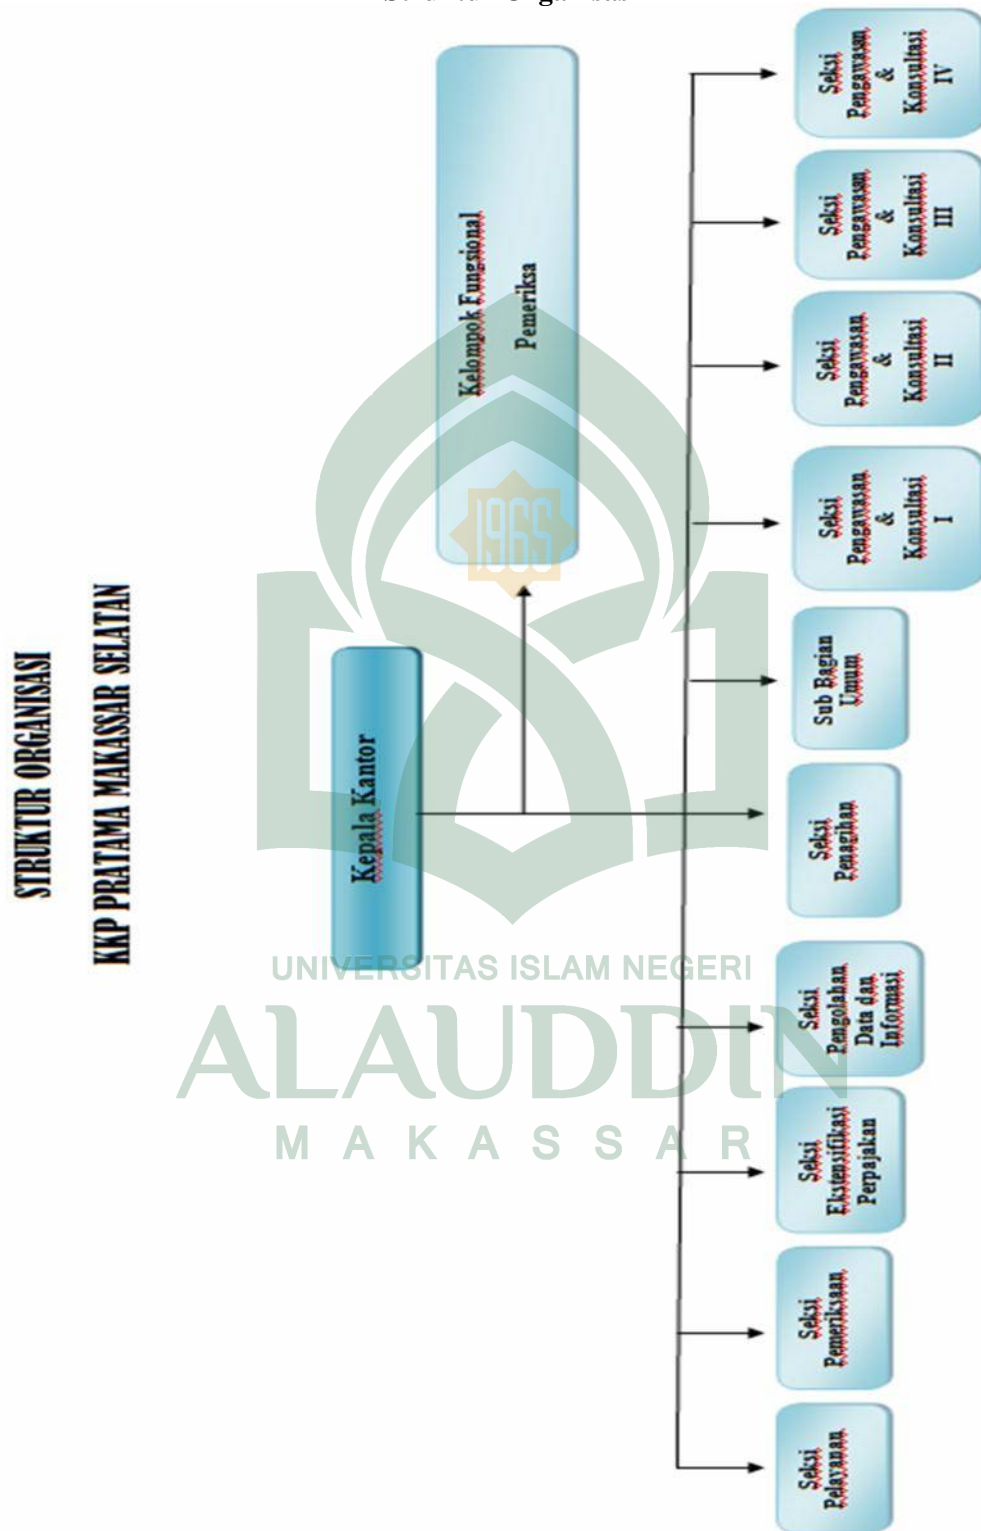 STRUKTUR ORGANISASI
KKP PRATAMA MAKASSAR SELATAN
Kepala Kantor
Kelompok Fungsional
Pemeriksa
Seksi
Pelayanan
Seksi
Pemeriksaan
Seksi
Ekstensifikasi
Perpajakan
Seksi
Pengolahan
Data dan
Informasi
Seksi
Penagihan
Sub Bagian
Umum
Seksi
Pengawasan
&
Konsultasi
I
Seksi
Pengawasan
&
Konsultasi
II
Seksi
Pengawasan
&
Konsultasi
III
Seksi
Pengawasan
&
Konsultasi
IV
1965
UNIVERSITAS ISLAM NEGERI
ALAUDDIN
MAKASSAR